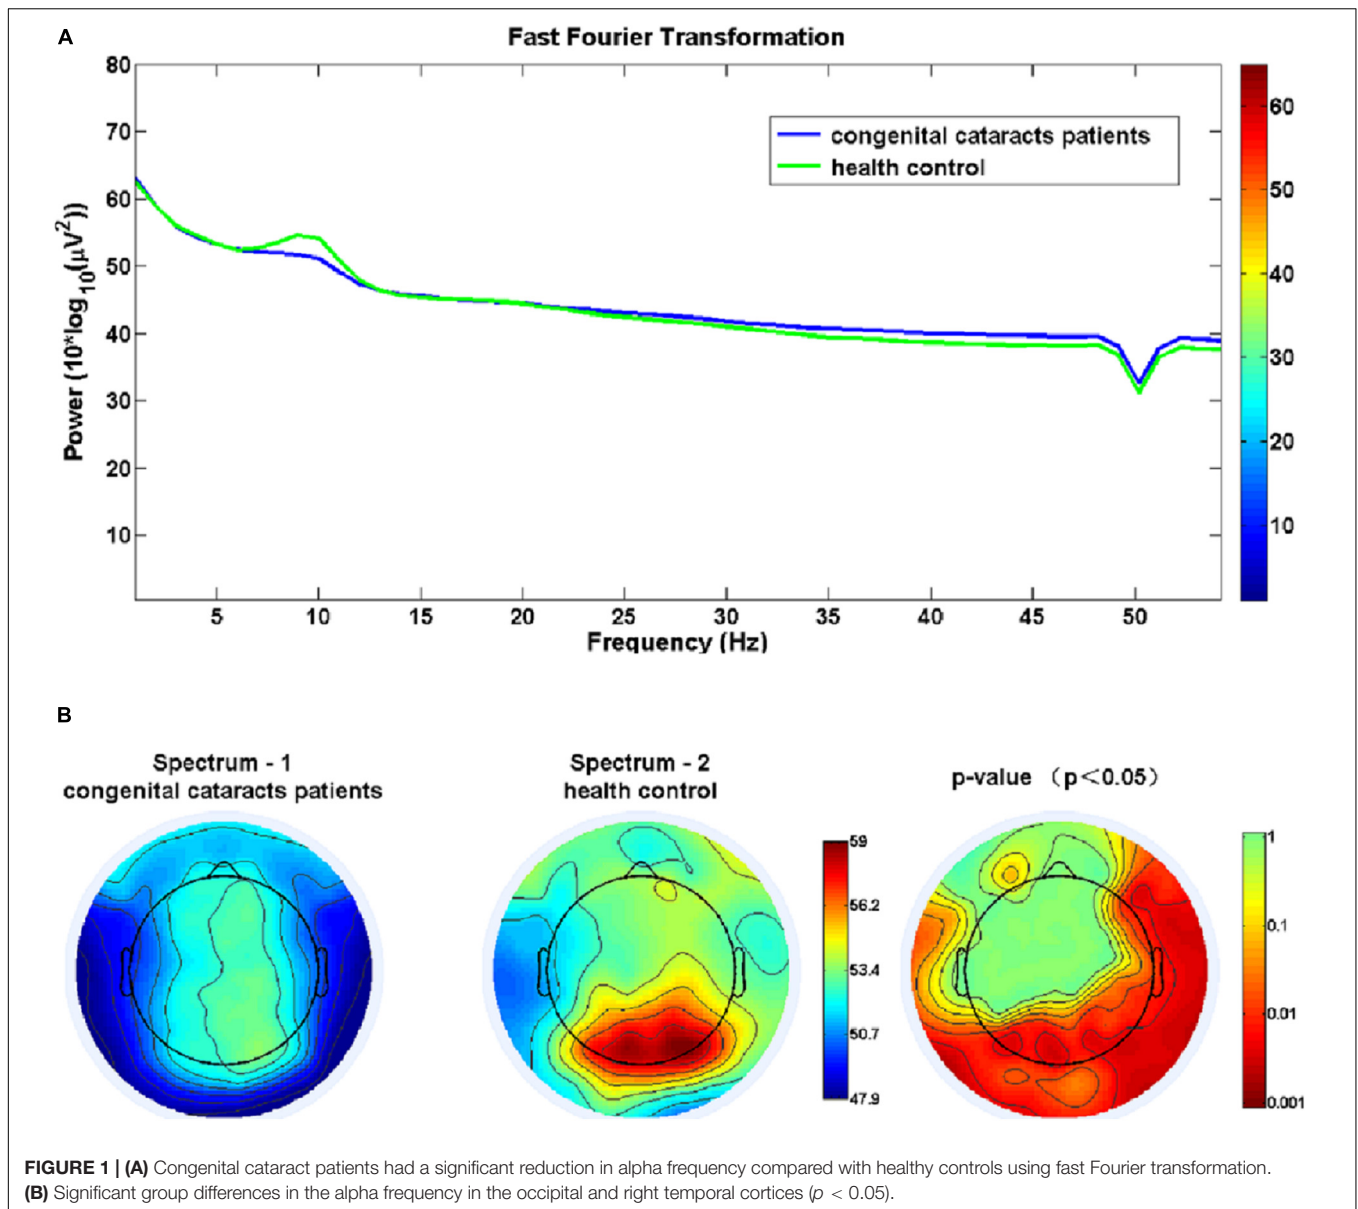 A
Fast Fourier Transformation
80
70
60
50
40
30
20
10
Power (10*log10(μV2))
congenital cataracts patients
health control
5 10 15 20 25 30 35 40 45 50
Frequency (Hz)
60
50
40
30
20
10
B
Spectrum - 1
congenital cataracts patients
Spectrum - 2
health control
p-value （p＜0.05）
59
56.2
53.4
50.7
47.9
1
0.1
0.01
0.001
FIGURE 1 | (A) Congenital cataract patients had a significant reduction in alpha frequency compared with healthy controls using fast Fourier transformation.
(B) Significant group differences in the alpha frequency in the occipital and right temporal cortices (p < 0.05).